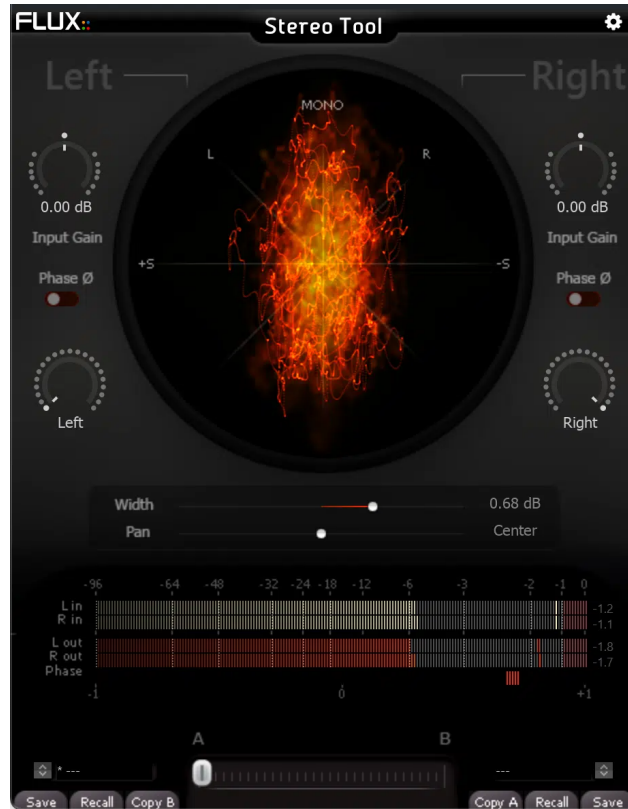 FLUX::
Stereo Tool
Left
Right
MONO
L
R
+S
-S
0.00 dB
0.00 dB
Input Gain
Input Gain
Phase Ø
Phase Ø
Left
Right
Width
0.68 dB
Pan
Center
-96 -64 -48 -32 -24 -18 -12 -6 -3 -2 -1 0
L in -1.2
R in -1.1
L out -1.8
R out -1.7
Phase
-1 0 +1
A
B
* ---
---
Save Recall Copy B
Copy A Recall Save